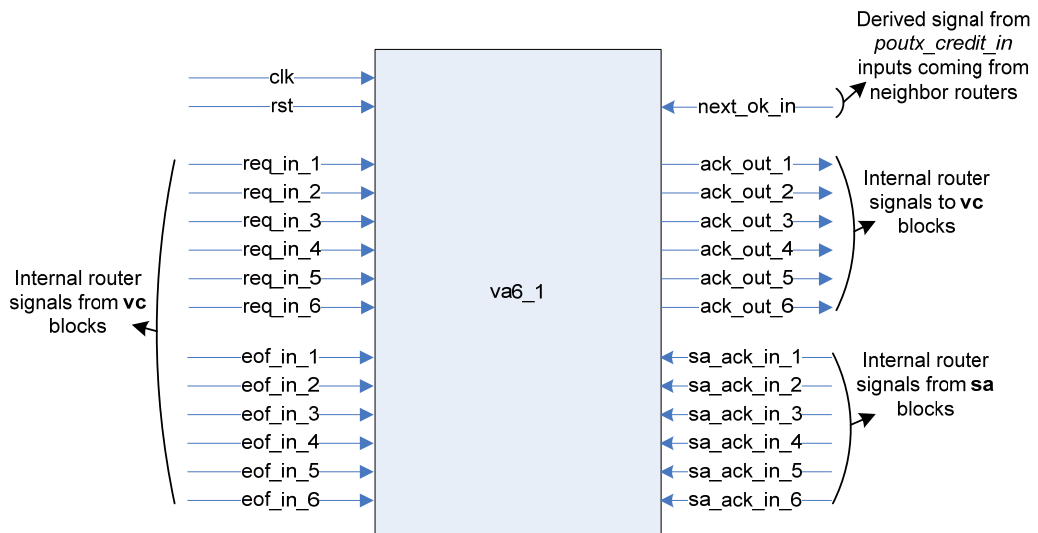 Derived signal from
poutx_credit_in
inputs coming from
neighbor routers
clk
rst
next_ok_in
req_in_1
req_in_2
req_in_3
req_in_4
req_in_5
req_in_6
ack_out_1
ack_out_2
ack_out_3
ack_out_4
ack_out_5
ack_out_6
Internal router
signals to vc
blocks
Internal router
signals from vc
blocks
va6_1
eof_in_1
eof_in_2
eof_in_3
eof_in_4
eof_in_5
eof_in_6
sa_ack_in_1
sa_ack_in_2
sa_ack_in_3
sa_ack_in_4
sa_ack_in_5
sa_ack_in_6
Internal router
signals from sa
blocks